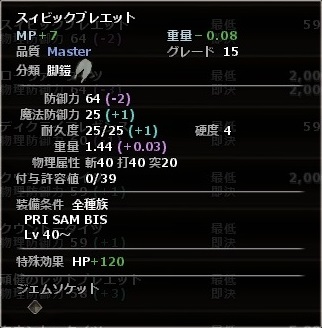 スィビックブレエット
MP+7 重量-0.08
品質 Master グレード 15
分類 脚鎧
防御力 64 (-2)
魔法防御力 25 (+1)
耐久度 25/25 (+1) 硬度 4
重量 1.44 (+0.03)
物理属性 斬40 打40 突20
付与許容値 0/39
装備条件 全種族
PRI SAM BIS
Lv 40～
特殊効果 HP+120
ジェムソケット